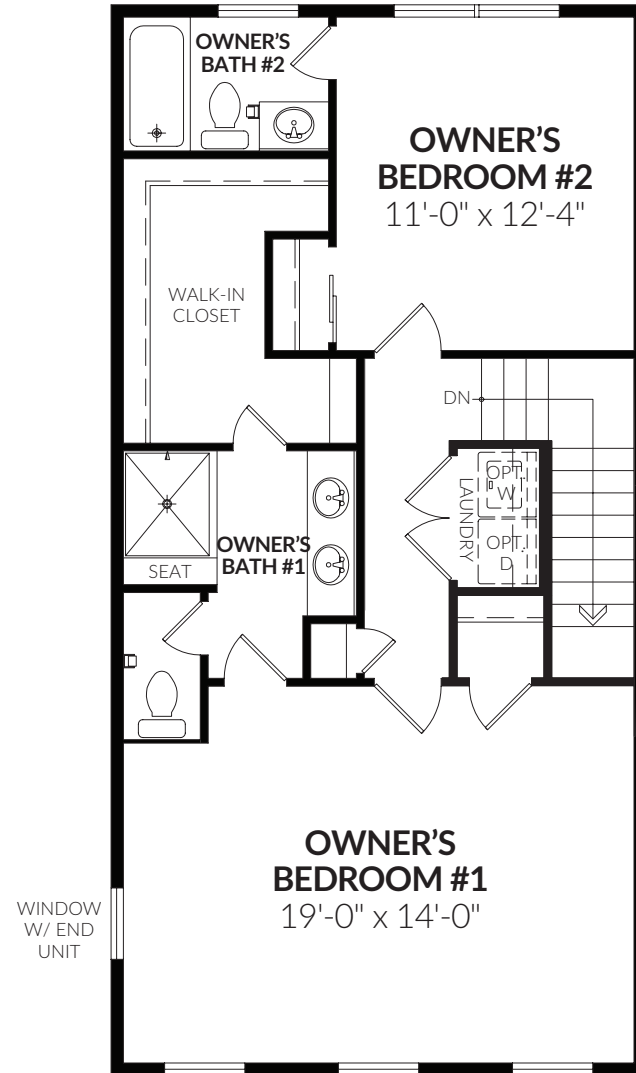 OWNER'S
BATH #2
OWNER'S
BEDROOM #2
11'-0" x 12'-4"
WALK-IN
CLOSET
DN
OPT.
W
LAUNDRY
OPT.
D
OWNER'S
BATH #1
SEAT
OWNER'S
BEDROOM #1
19'-0" x 14'-0"
WINDOW
W/ END
UNIT